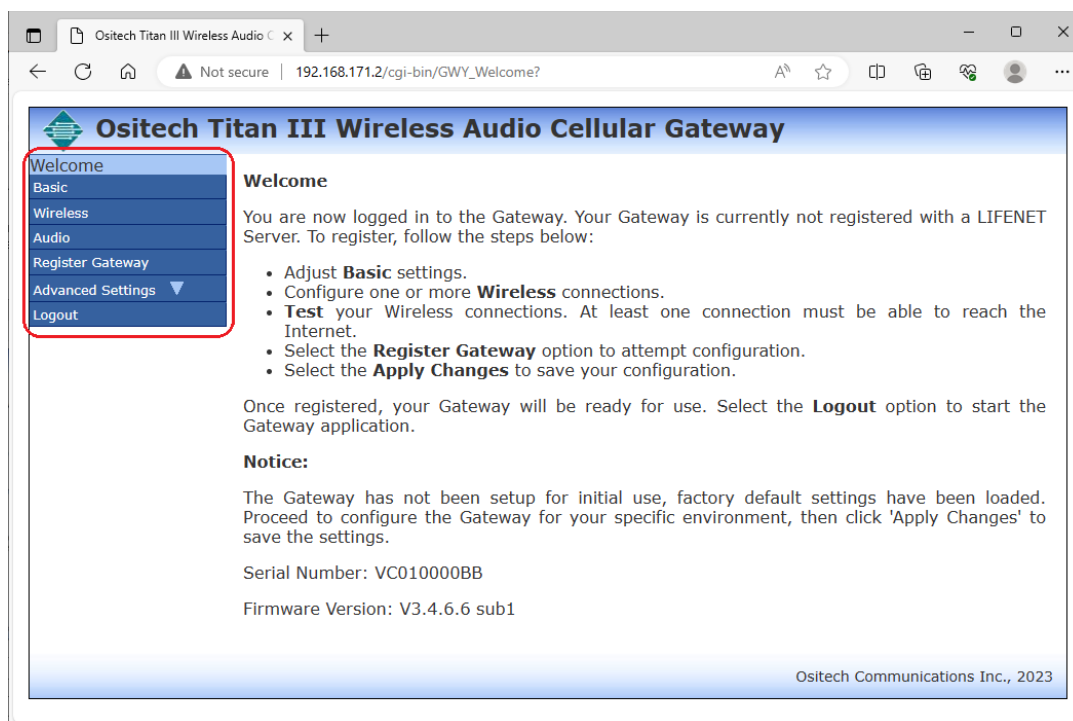 Ositech Titan III Wireless Audio C
Not secure | 192.168.171.2/cgi-bin/GWY_Welcome?
Ositech Titan III Wireless Audio Cellular Gateway
Welcome
Basic
Wireless
Audio
Register Gateway
Advanced Settings
Logout
Welcome
You are now logged in to the Gateway. Your Gateway is currently not registered with a LIFENET
Server. To register, follow the steps below:
• Adjust Basic settings.
• Configure one or more Wireless connections.
• Test your Wireless connections. At least one connection must be able to reach the
Internet.
• Select the Register Gateway option to attempt configuration.
• Select the Apply Changes to save your configuration.
Once registered, your Gateway will be ready for use. Select the Logout option to start the
Gateway application.
Notice:
The Gateway has not been setup for initial use, factory default settings have been loaded.
Proceed to configure the Gateway for your specific environment, then click 'Apply Changes' to
save the settings.
Serial Number: VC010000BB
Firmware Version: V3.4.6.6 sub1
Ositech Communications Inc., 2023